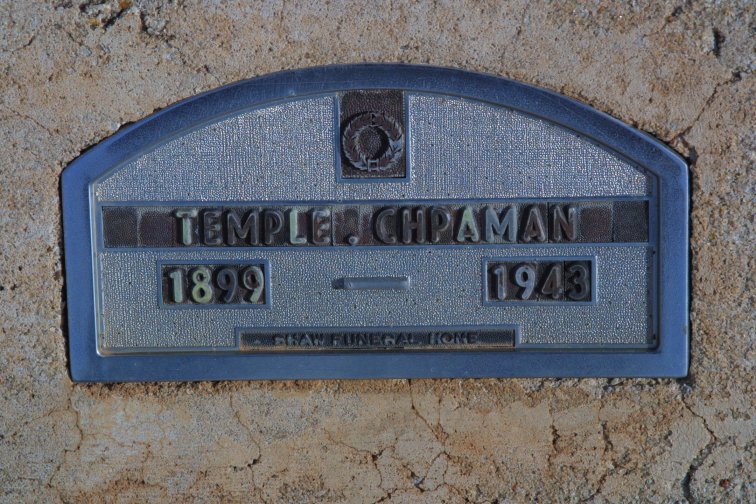 TEMPLE . CHPAMAN
1899 — 1943
SHAW FUNERAL HOME